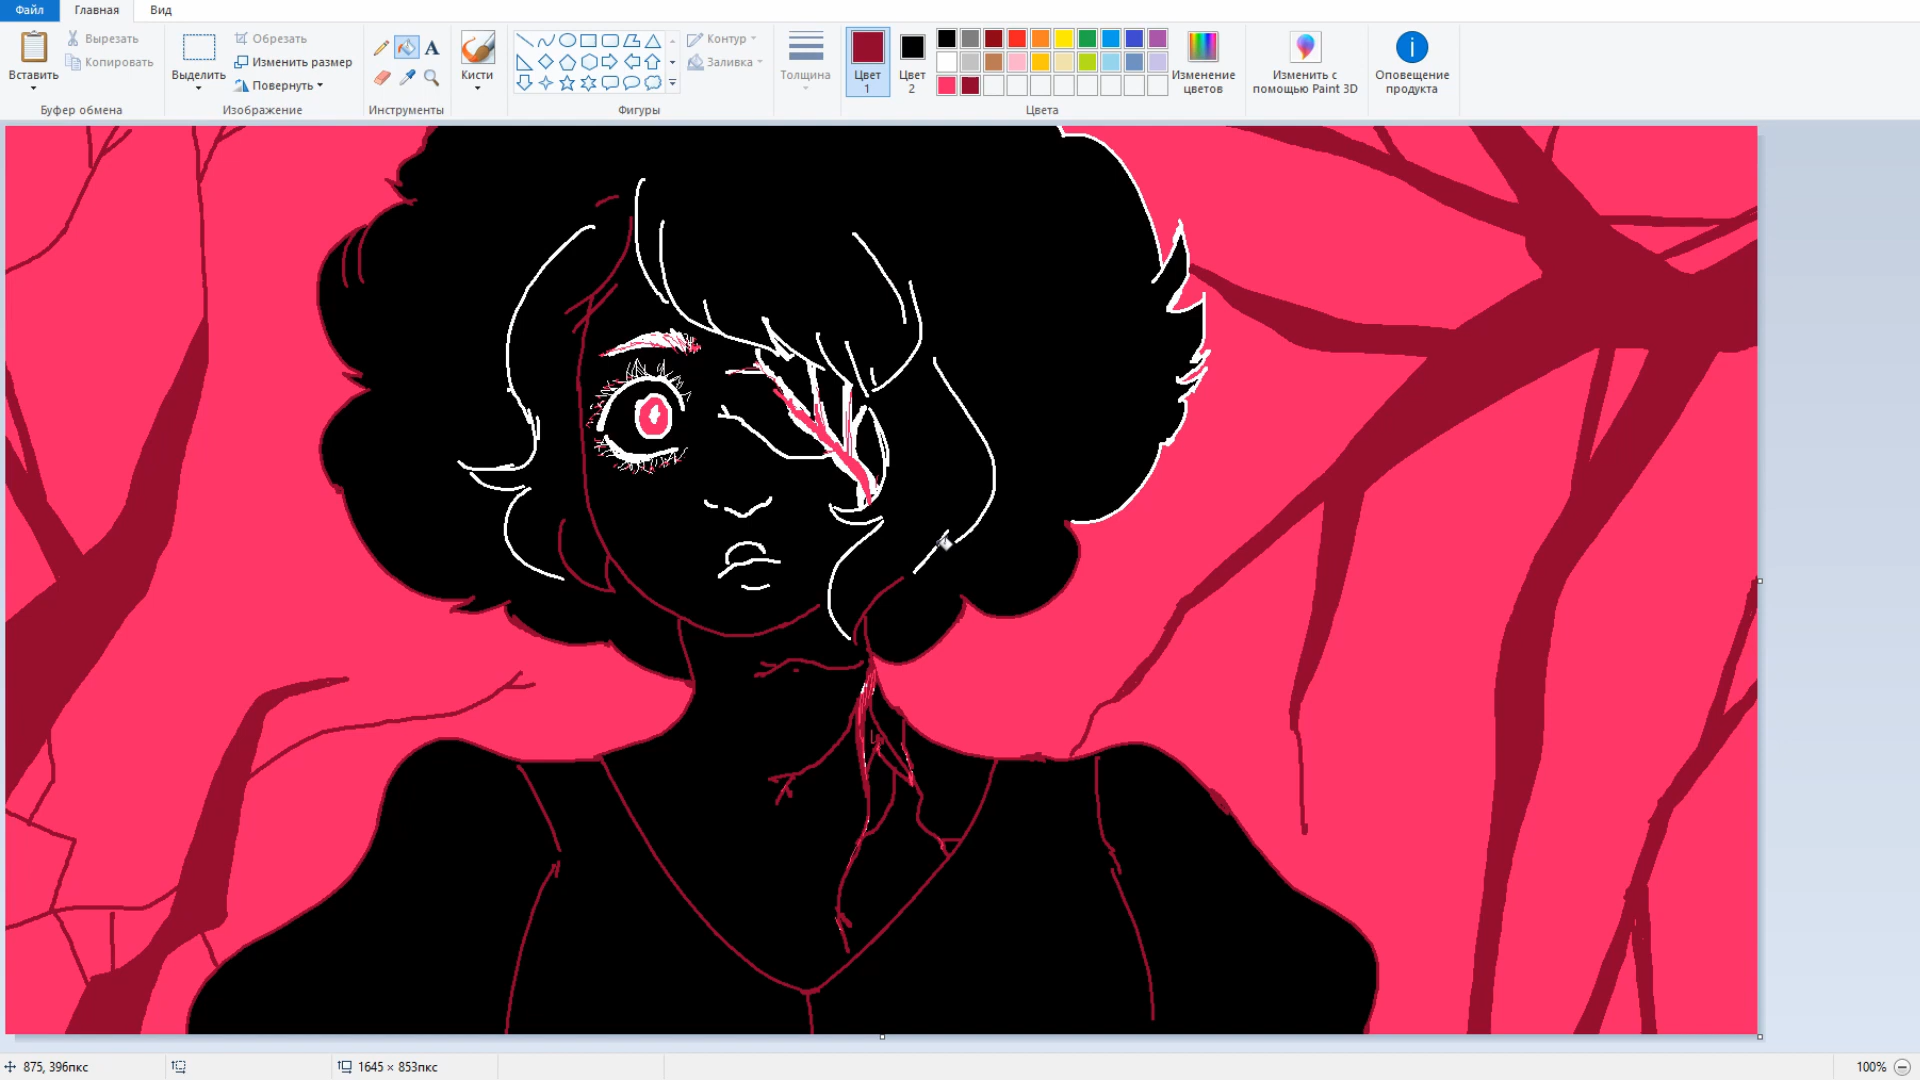 Файл Главная Вид
Вставить
Вырезать
Копировать
Буфер обмена
Выделить
Обрезать
Изменить размер
Повернуть
Изображение
A
Инструменты
Кисти
Фигуры
Контур
Заливка
Толщина
Цвет
1
Цвет
2
Изменение
цветов
Цвета
Изменить с
помощью Paint 3D
Оповещение
продукта
875, 396пкс
1645 × 853пкс
100%